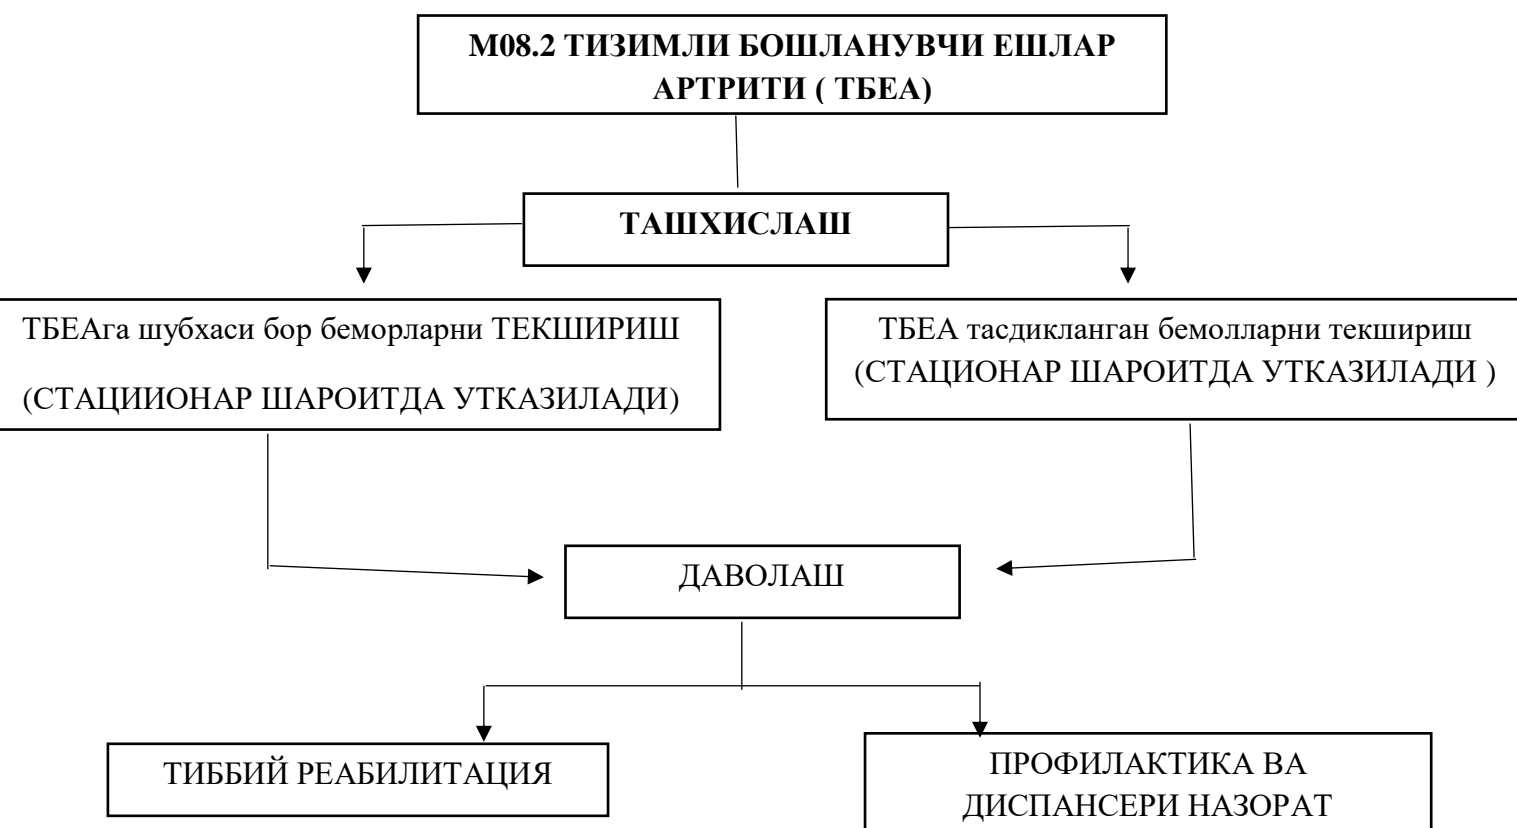 М08.2 ТИЗИМЛИ БОШЛАНУВЧИ ЕШЛАР
АРТРИТИ ( ТБЕА)
ТАШХИСЛАШ
ТБЕАга шубхаси бор беморларни ТЕКШИРИШ
(СТАЦИИОНАР ШАРОИТДА УТКАЗИЛАДИ)
ТБЕА тасдикланган бемолларни текшириш
(СТАЦИОНАР ШАРОИТДА УТКАЗИЛАДИ )
ДАВОЛАШ
ТИББИЙ РЕАБИЛИТАЦИЯ
ПРОФИЛАКТИКА ВА
ДИСПАНСЕРИ НАЗОРАТ